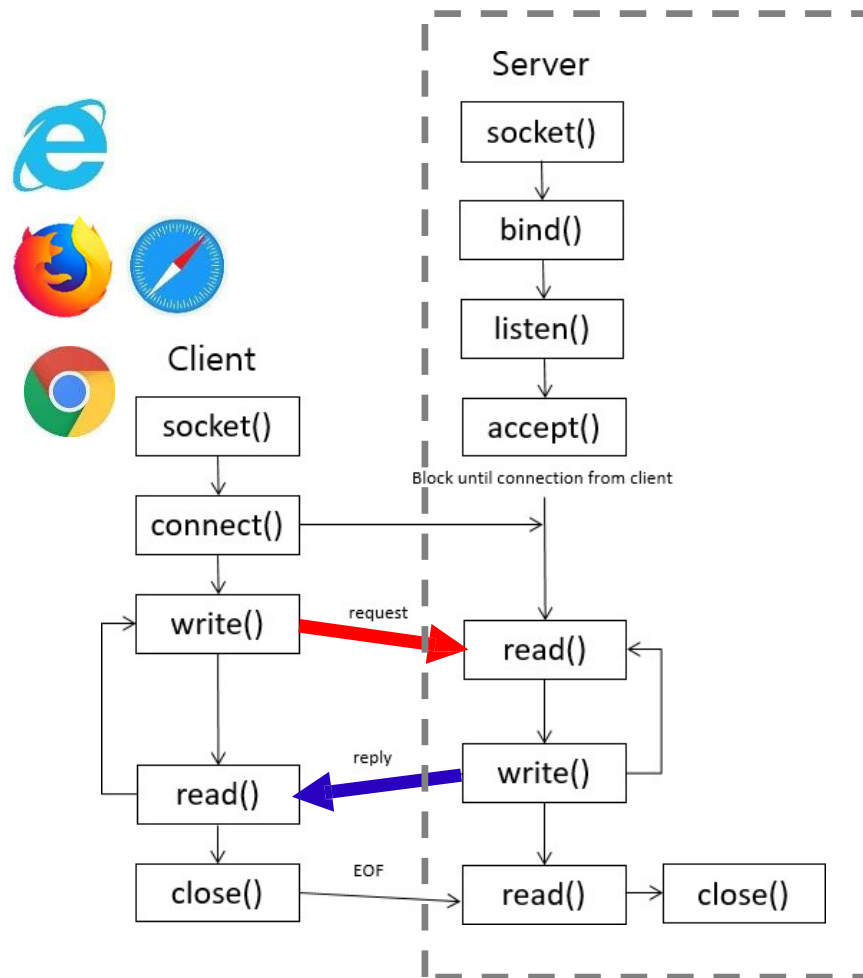 Server
socket()
bind()
listen()
accept()
Block until connection from client
Client
socket()
connect()
write()
request
read()
reply
write()
read()
close()
EOF
read()
close()